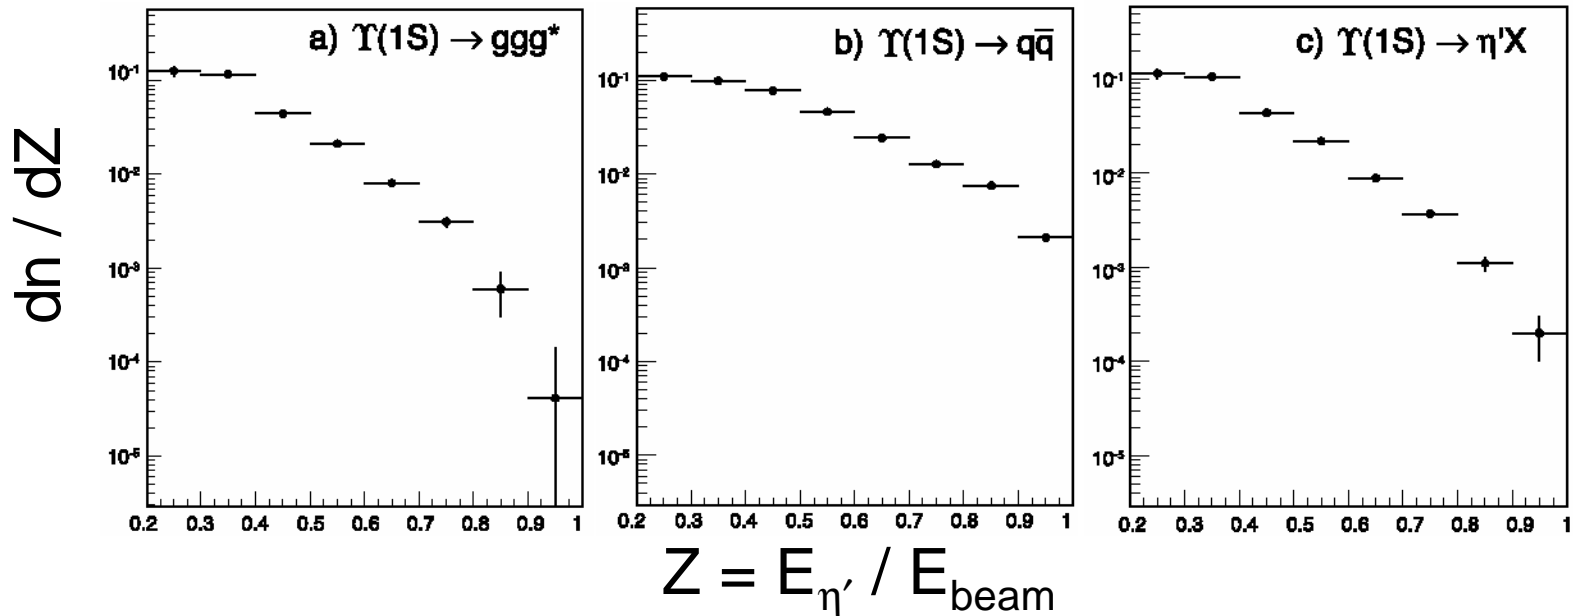 a) ϒ(1S) → ggg*
b) ϒ(1S) → qq̅
c) ϒ(1S) → η'X
dn / dZ
10⁻¹
10⁻²
10⁻³
10⁻⁴
10⁻⁵
10⁻¹
10⁻²
10⁻³
10⁻⁴
10⁻⁵
10⁻¹
10⁻²
10⁻³
10⁻⁴
10⁻⁵
0.2 0.3 0.4 0.5 0.6 0.7 0.8 0.9 1
0.2 0.3 0.4 0.5 0.6 0.7 0.8 0.9 1
0.2 0.3 0.4 0.5 0.6 0.7 0.8 0.9 1
Z = E_η′ / E_beam